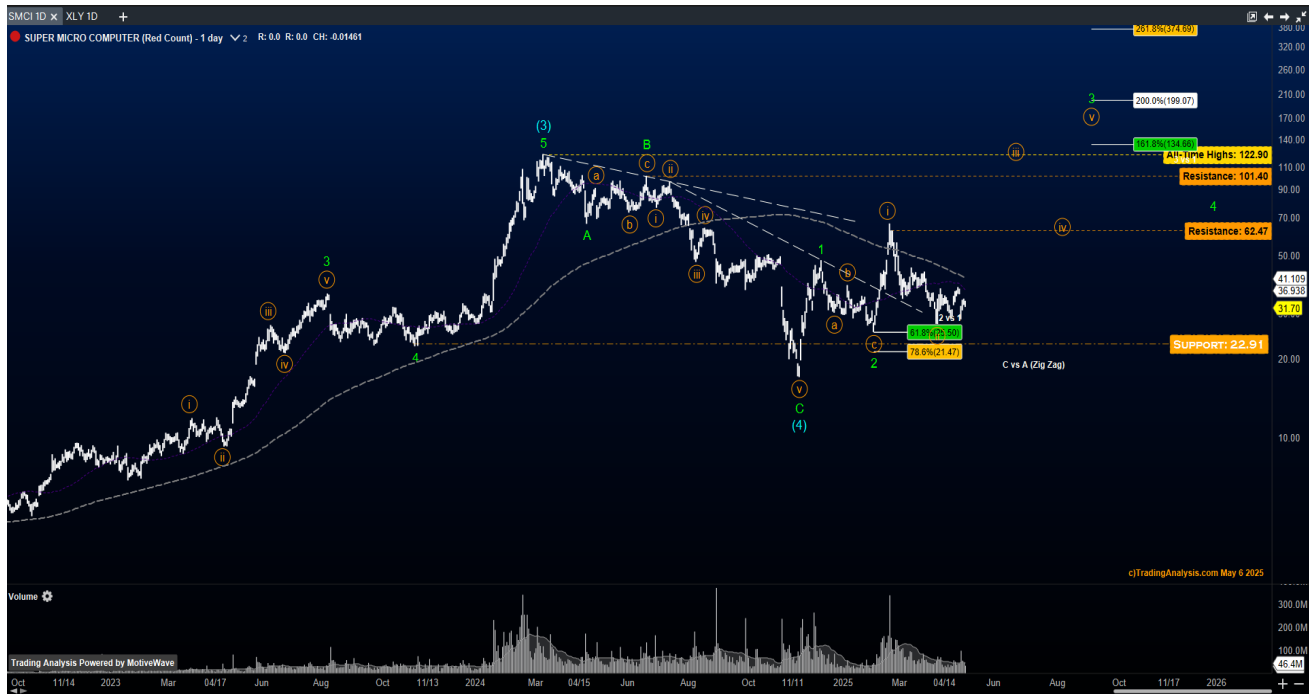 SMCI 1D × XLY 1D +
SUPER MICRO COMPUTER (Red Count) - 1 day 2 R: 0.0 R: 0.0 CH: -0.01461
261.8%(374.69)
380.00
320.00
260.00
3
200.0%(199.07)
210.00
v
170.00
(3)
5
B
iii
161.8%(134.66)
140.00
All-Time Highs: 122.90
c
ii
110.00
a
Resistance: 101.40
90.00
4
b
i
iv
i
70.00
A
iv
Resistance: 62.47
3
1
50.00
v
iii
b
41.109
36.938
iii
a
2 vs 1
31.70
iv
61.8%(25.50)
4
c
SUPPORT: 22.91
78.6%(21.47)
2
C vs A (Zig Zag)
20.00
i
v
C
(4)
ii
10.00
c)TradingAnalysis.com May 6 2025
Volume
300.0M
200.0M
100.0M
Trading Analysis Powered by MotiveWave
46.4M
Oct 11/14 2023 Mar 04/17 Jun Aug Oct 11/13 2024 Mar 04/15 Jun Aug Oct 11/11 2025 Mar 04/14 Jun Aug Oct 11/17 2026